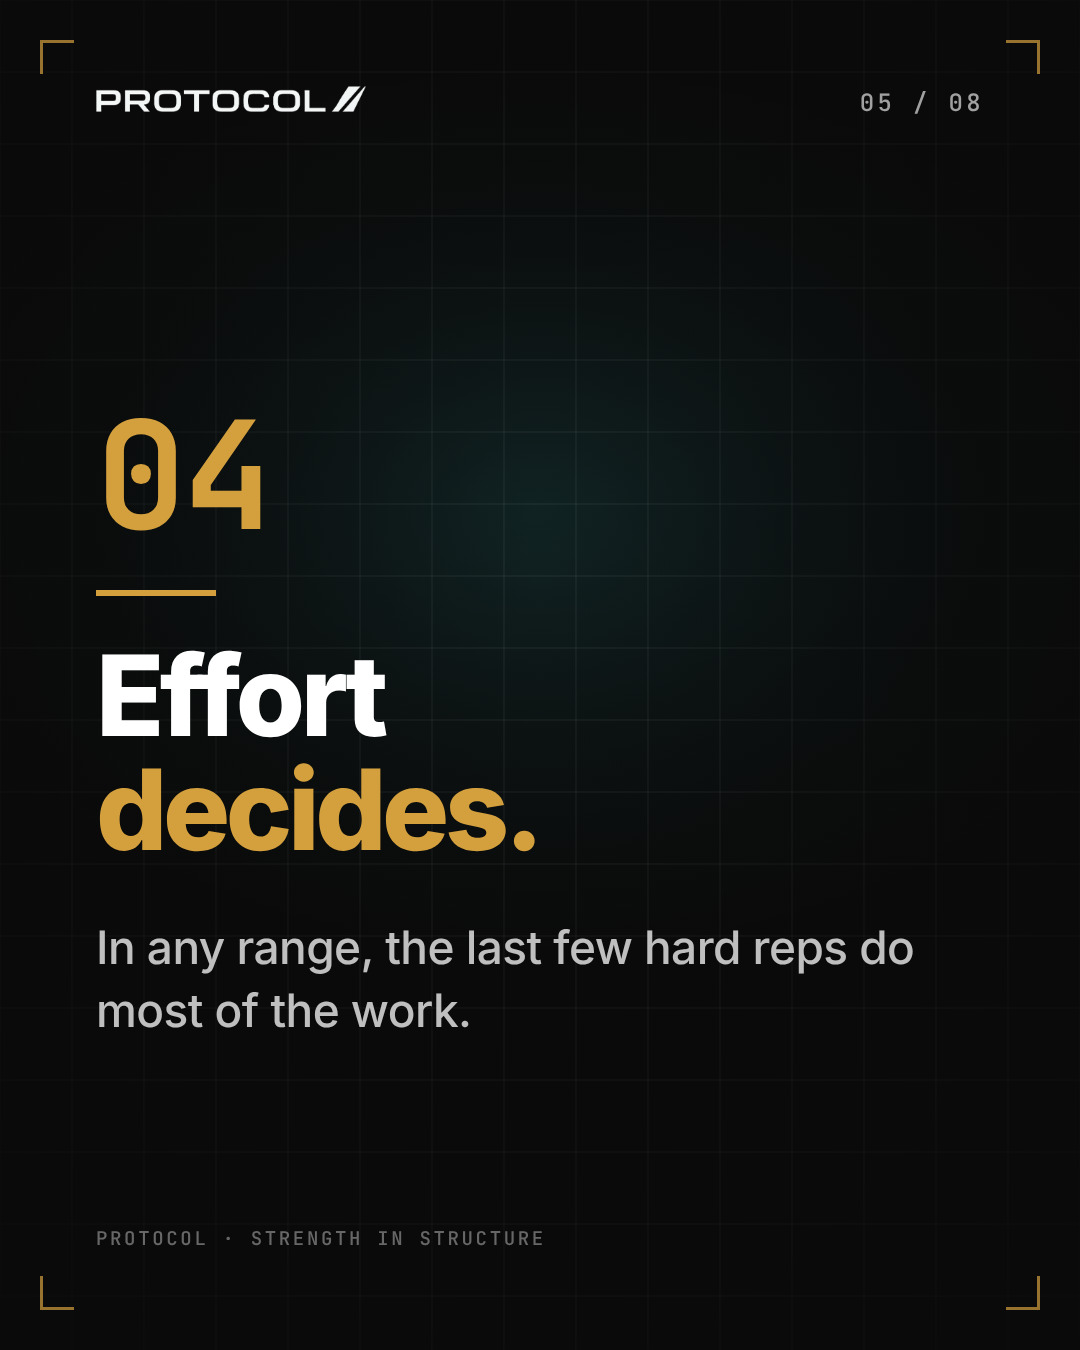 PROTOCOL
05 / 08
04
Effort
decides.
In any range, the last few hard reps do
most of the work.
PROTOCOL · STRENGTH IN STRUCTURE